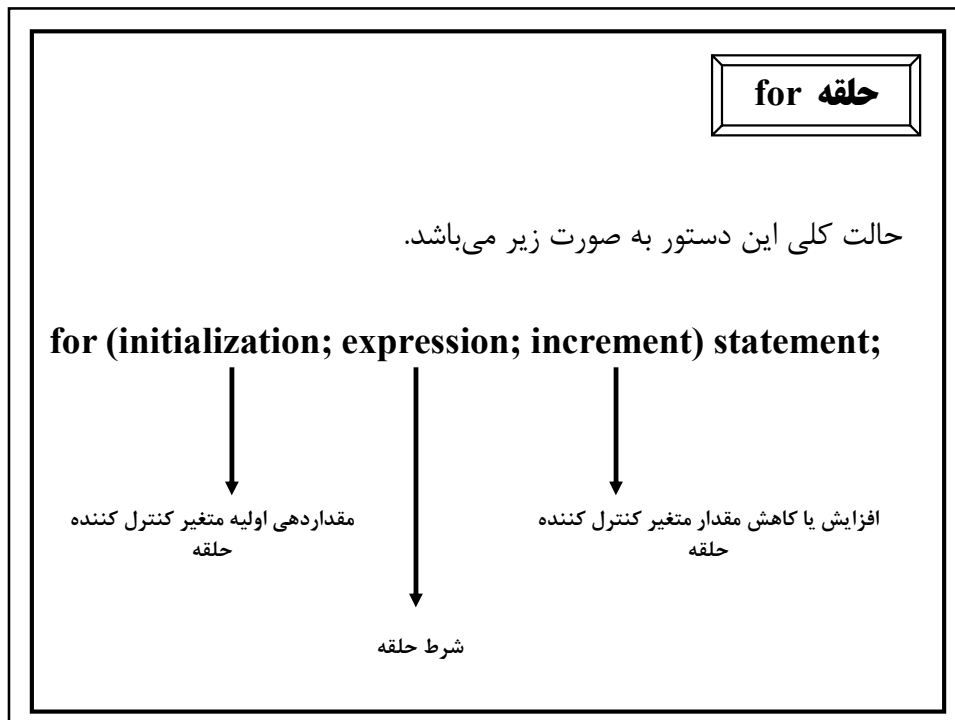 حلقه for
حالت کلی این دستور به صورت زیر می‌باشد.
for (initialization; expression; increment) statement;
مقداردهی اولیه متغیر کنترل کننده
حلقه
افزایش یا کاهش مقدار متغیر کنترل کننده
حلقه
شرط حلقه